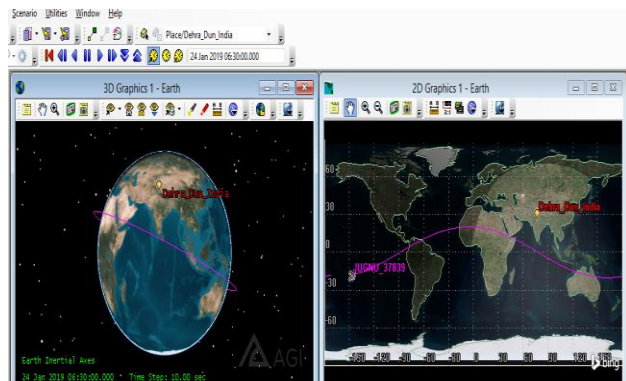 Scenario Utilities Window Help
Place/Dehra_Dun_India
24 Jan 2019 06:30:00.000
3D Graphics 1 - Earth
2D Graphics 1 - Earth
Dehra_Dun_India
Earth Inertial Axes
24 Jan 2019 06:30:00.000 Time Step: 10.00 sec
AGI
60
30
0
-30
-60
Dehra_Dun_India
JUGNU_37839
-150 -120 -90 -60 -30 0 30 60 90 120 150
bing